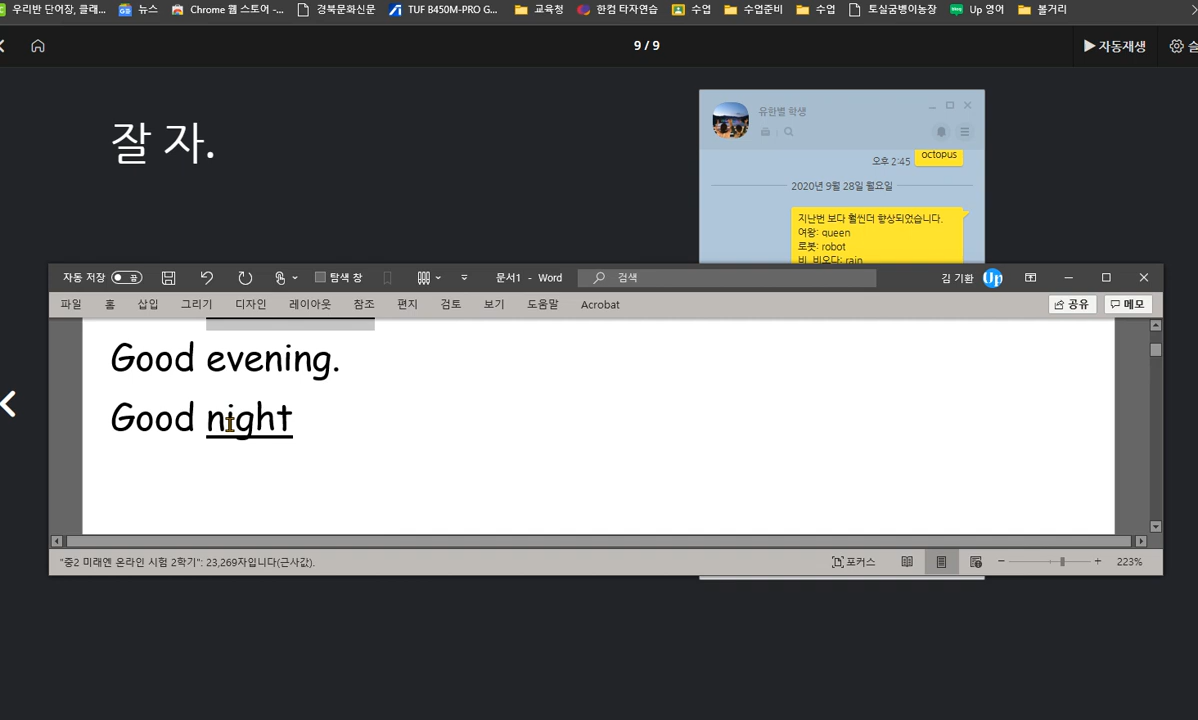 우리반 단어장, 클래... 뉴스 Chrome 웹 스토어 -... 경북문화신문 TUF B450M-PRO G... 교육청 한컴 타자연습 수업 수업준비 수업 토실굼벵이농장 Up 영어 볼거리
9 / 9 자동재생 슬
잘 자.
유한별 학생
오후 2:45 octopus
2020년 9월 28일 월요일
지난번 보다 훨씬더 향상되었습니다.
여왕: queen
로봇: robot
비, 비오다: rain
자동 저장 끔 탐색 창 문서1 - Word 검색 김 기환 Up
파일 홈 삽입 그리기 디자인 레이아웃 참조 편지 검토 보기 도움말 Acrobat 공유 메모
Good evening.
Good night
"중2 미래엔 온라인 시험 2학기": 23,269자입니다(근사값). 포커스 223%